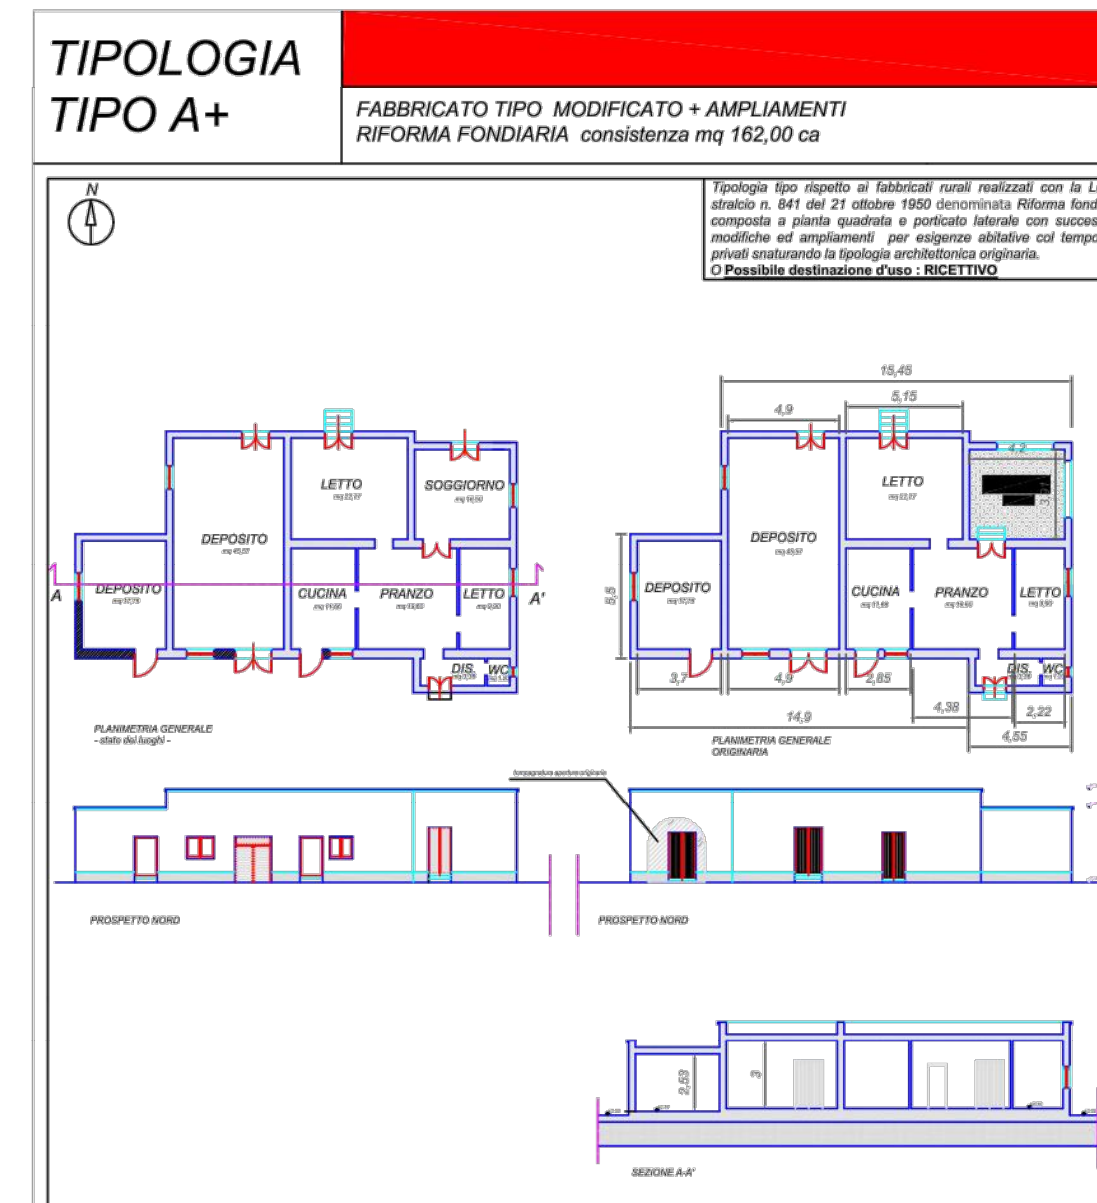 TIPOLOGIA
TIPO A+
FABBRICATO TIPO MODIFICATO + AMPLIAMENTI
RIFORMA FONDIARIA consistenza mq 162,00 ca
N
Tipologia tipo rispetto ai fabbricati rurali realizzati con la L
stralcio n. 841 del 21 ottobre 1950 denominata Riforma fond
composta a pianta quadrata e porticato laterale con succes
modifiche ed ampliamenti per esigenze abitative col tempo
privati snaturando la tipologia architettonica originaria.
O Possibile destinazione d'uso : RICETTIVO
LETTO
SOGGIORNO
DEPOSITO
DEPOSITO
CUCINA
PRANZO
LETTO
A
A'
DIS.
WC
PLANIMETRIA GENERALE
- stato dei luoghi -
15,45
5,15
4,9
4,2
LETTO
DEPOSITO
DEPOSITO
CUCINA
PRANZO
LETTO
5,5
DIS.
WC
3,7
4,9
2,85
4,38
2,22
14,9
4,55
PLANIMETRIA GENERALE
ORIGINARIA
tompagnatura apertura originaria
PROSPETTO NORD
PROSPETTO NORD
2,53
3
SEZIONE A-A'